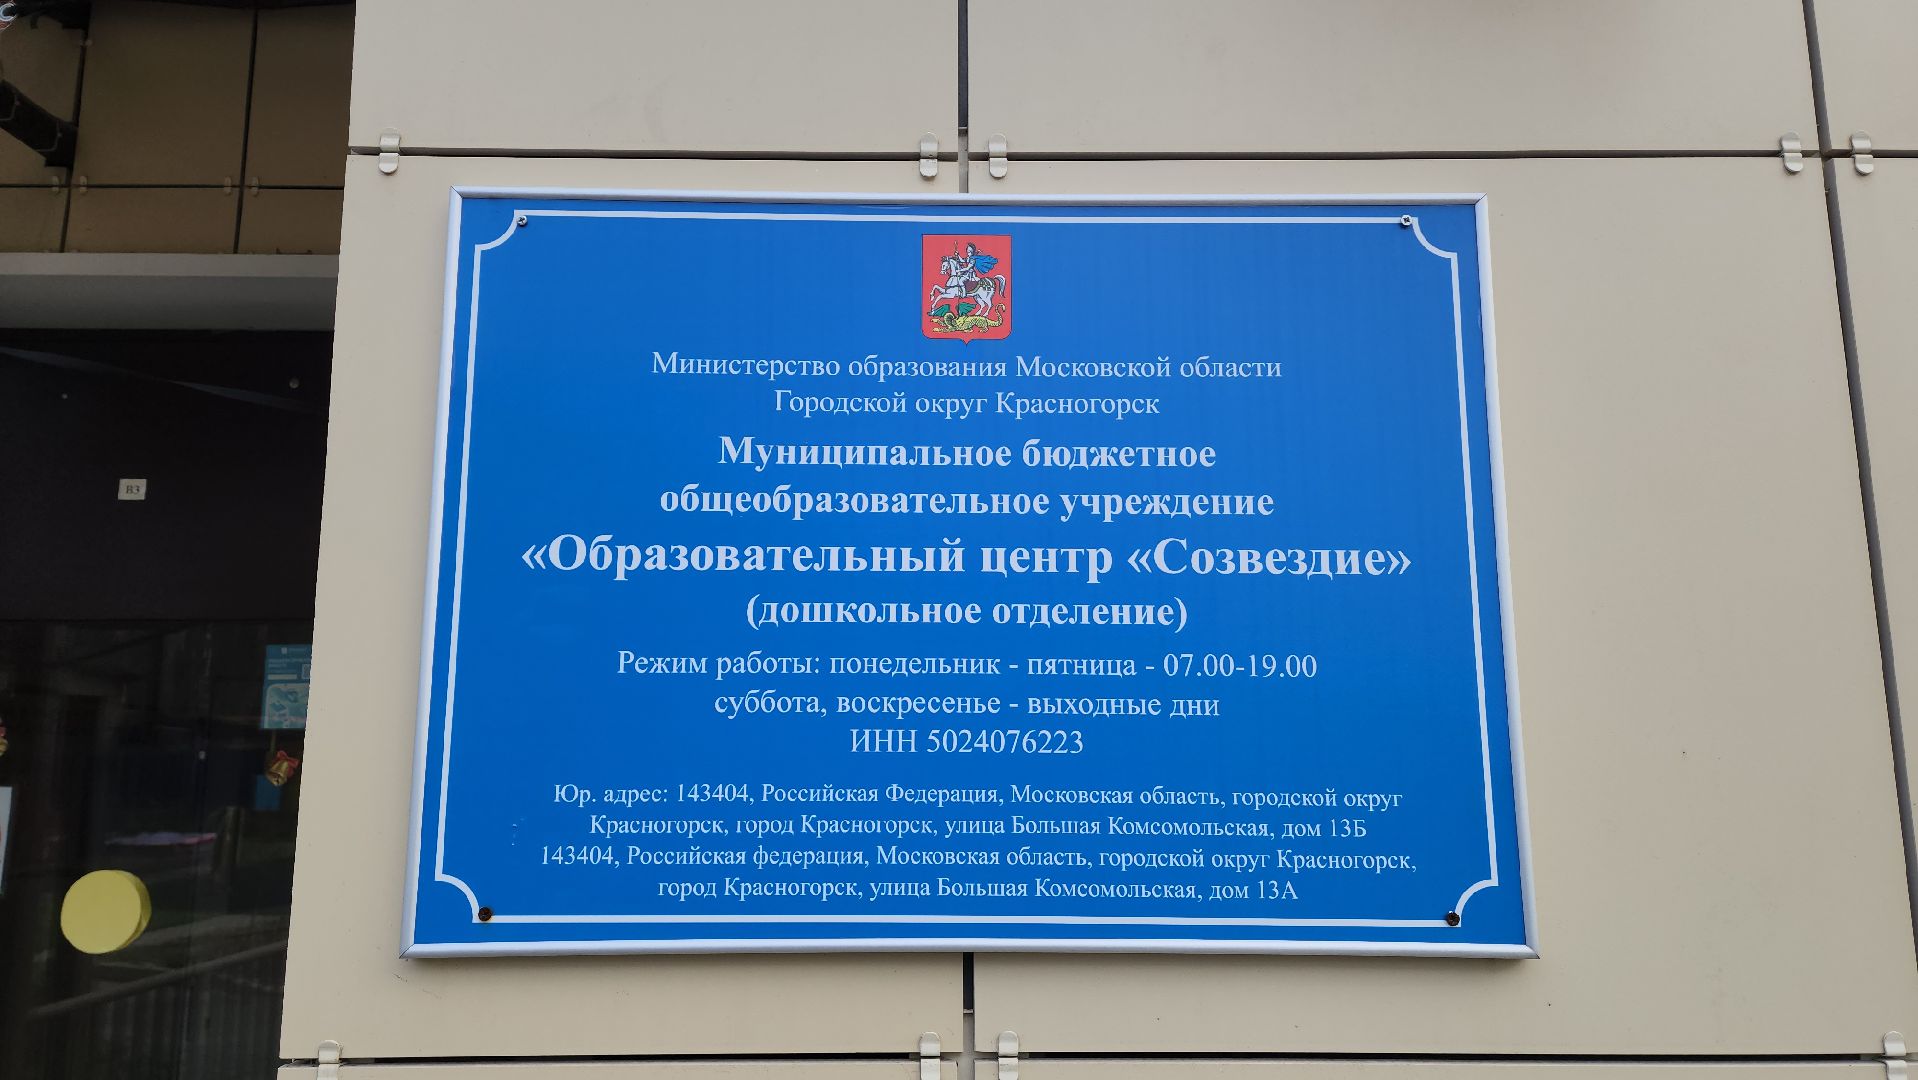 Министерство образования Московской области
Городской округ Красногорск
Муниципальное бюджетное
общеобразовательное учреждение
«Образовательный центр «Созвездие»
(дошкольное отделение)
Режим работы: понедельник - пятница - 07.00-19.00
суббота, воскресенье - выходные дни
ИНН 5024076223
Юр. адрес: 143404, Российская Федерация, Московская область, городской округ
Красногорск, город Красногорск, улица Большая Комсомольская, дом 13Б
143404, Российская федерация, Московская область, городской округ Красногорск,
город Красногорск, улица Большая Комсомольская, дом 13А
В3